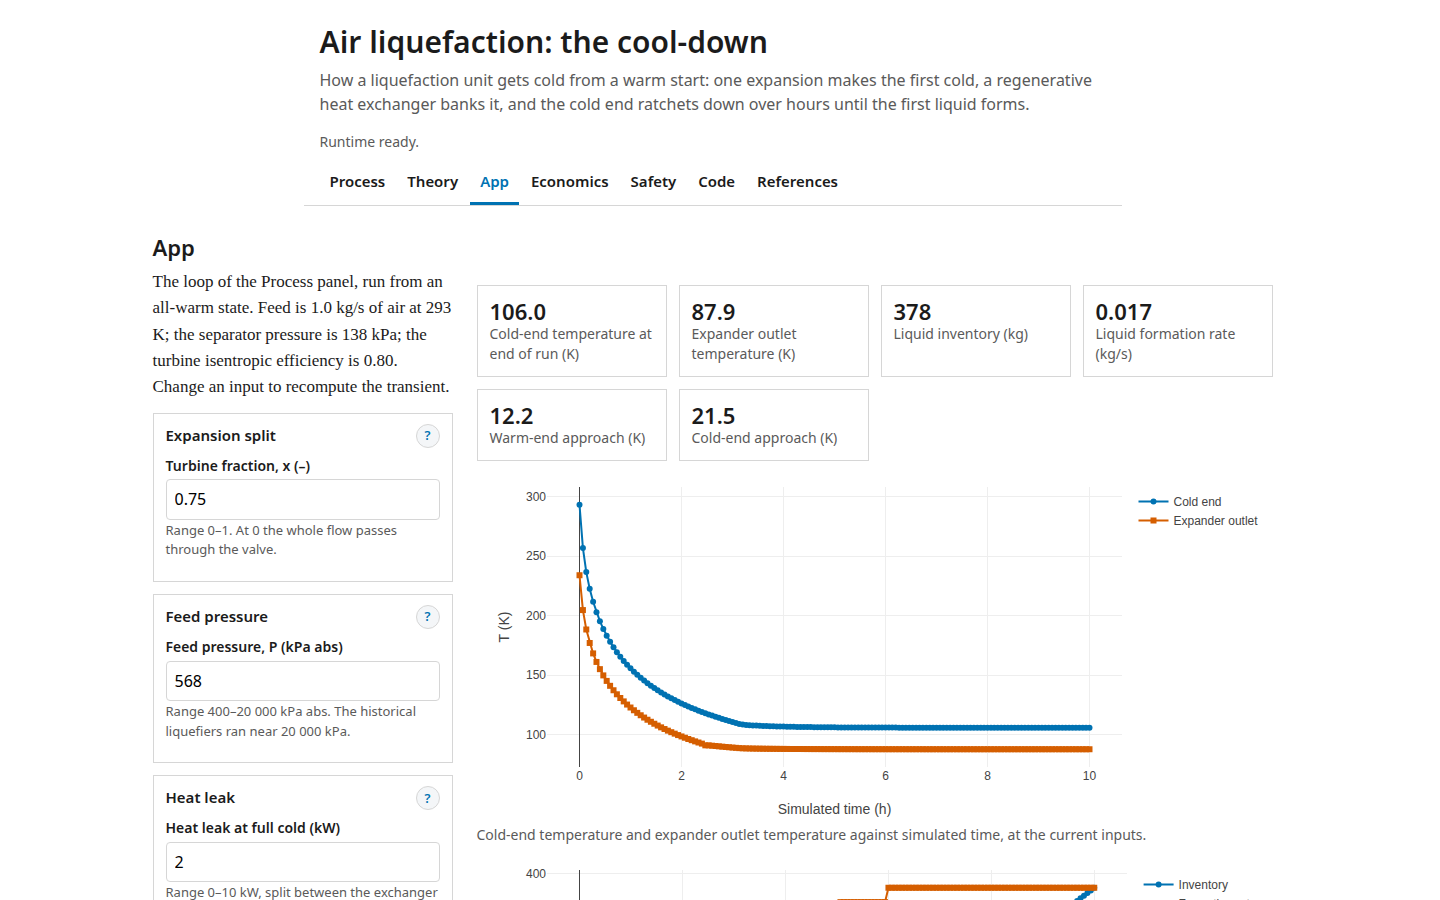 Air liquefaction: the cool-down
How a liquefaction unit gets cold from a warm start: one expansion makes the first cold, a regenerative
heat exchanger banks it, and the cold end ratchets down over hours until the first liquid forms.
Runtime ready.
Process Theory App Economics Safety Code References
App
The loop of the Process panel, run from an
all-warm state. Feed is 1.0 kg/s of air at 293
K; the separator pressure is 138 kPa; the
turbine isentropic efficiency is 0.80.
Change an input to recompute the transient.
Expansion split ?
Turbine fraction, x (–)
0.75
Range 0–1. At 0 the whole flow passes
through the valve.
Feed pressure ?
Feed pressure, P (kPa abs)
568
Range 400–20 000 kPa abs. The historical
liquefiers ran near 20 000 kPa.
Heat leak ?
Heat leak at full cold (kW)
2
Range 0–10 kW, split between the exchanger
106.0
Cold-end temperature at
end of run (K)
87.9
Expander outlet
temperature (K)
378
Liquid inventory (kg)
0.017
Liquid formation rate
(kg/s)
12.2
Warm-end approach (K)
21.5
Cold-end approach (K)
300
250
200
150
100
T (K)
0 2 4 6 8 10
Simulated time (h)
Cold end
Expander outlet
Cold-end temperature and expander outlet temperature against simulated time, at the current inputs.
400
Inventory